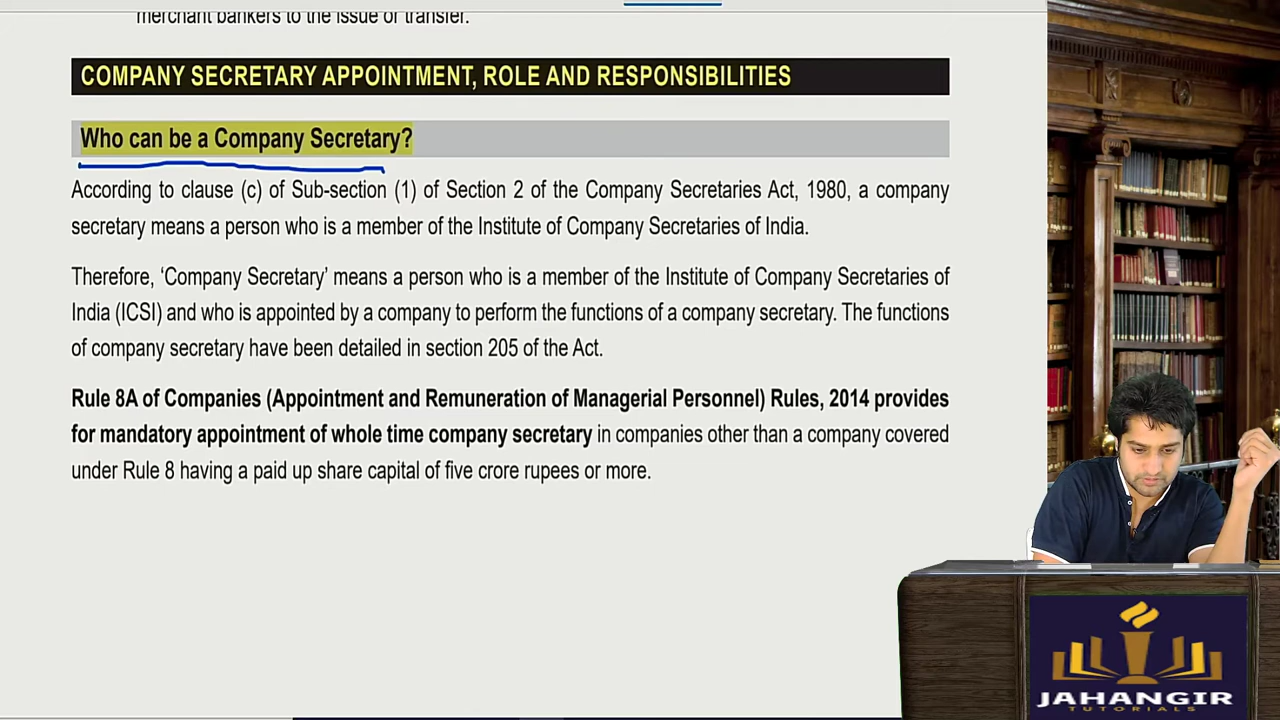 merchant bankers to the issue or transfer.
COMPANY SECRETARY APPOINTMENT, ROLE AND RESPONSIBILITIES
Who can be a Company Secretary?
According to clause (c) of Sub-section (1) of Section 2 of the Company Secretaries Act, 1980, a company
secretary means a person who is a member of the Institute of Company Secretaries of India.
Therefore, ‘Company Secretary’ means a person who is a member of the Institute of Company Secretaries of
India (ICSI) and who is appointed by a company to perform the functions of a company secretary. The functions
of company secretary have been detailed in section 205 of the Act.
Rule 8A of Companies (Appointment and Remuneration of Managerial Personnel) Rules, 2014 provides
for mandatory appointment of whole time company secretary in companies other than a company covered
under Rule 8 having a paid up share capital of five crore rupees or more.
JAHANGIR
TUTORIALS